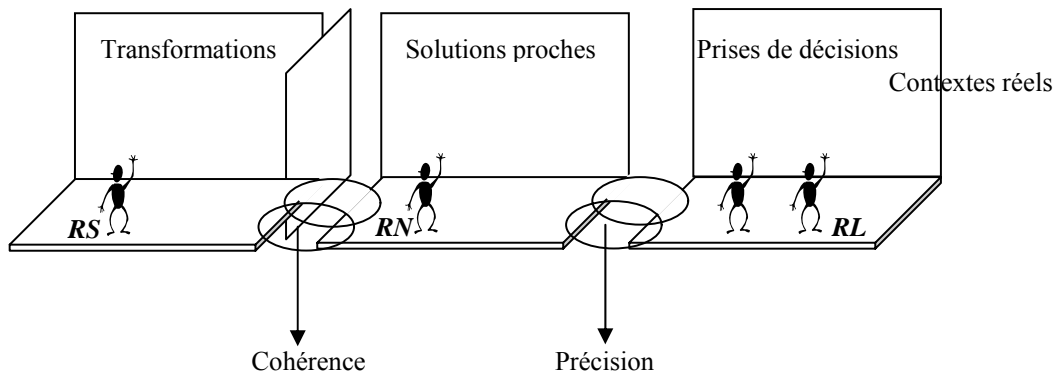 Transformations
Solutions proches
Prises de décisions
Contextes réels
RS
RN
RL
Cohérence
Précision